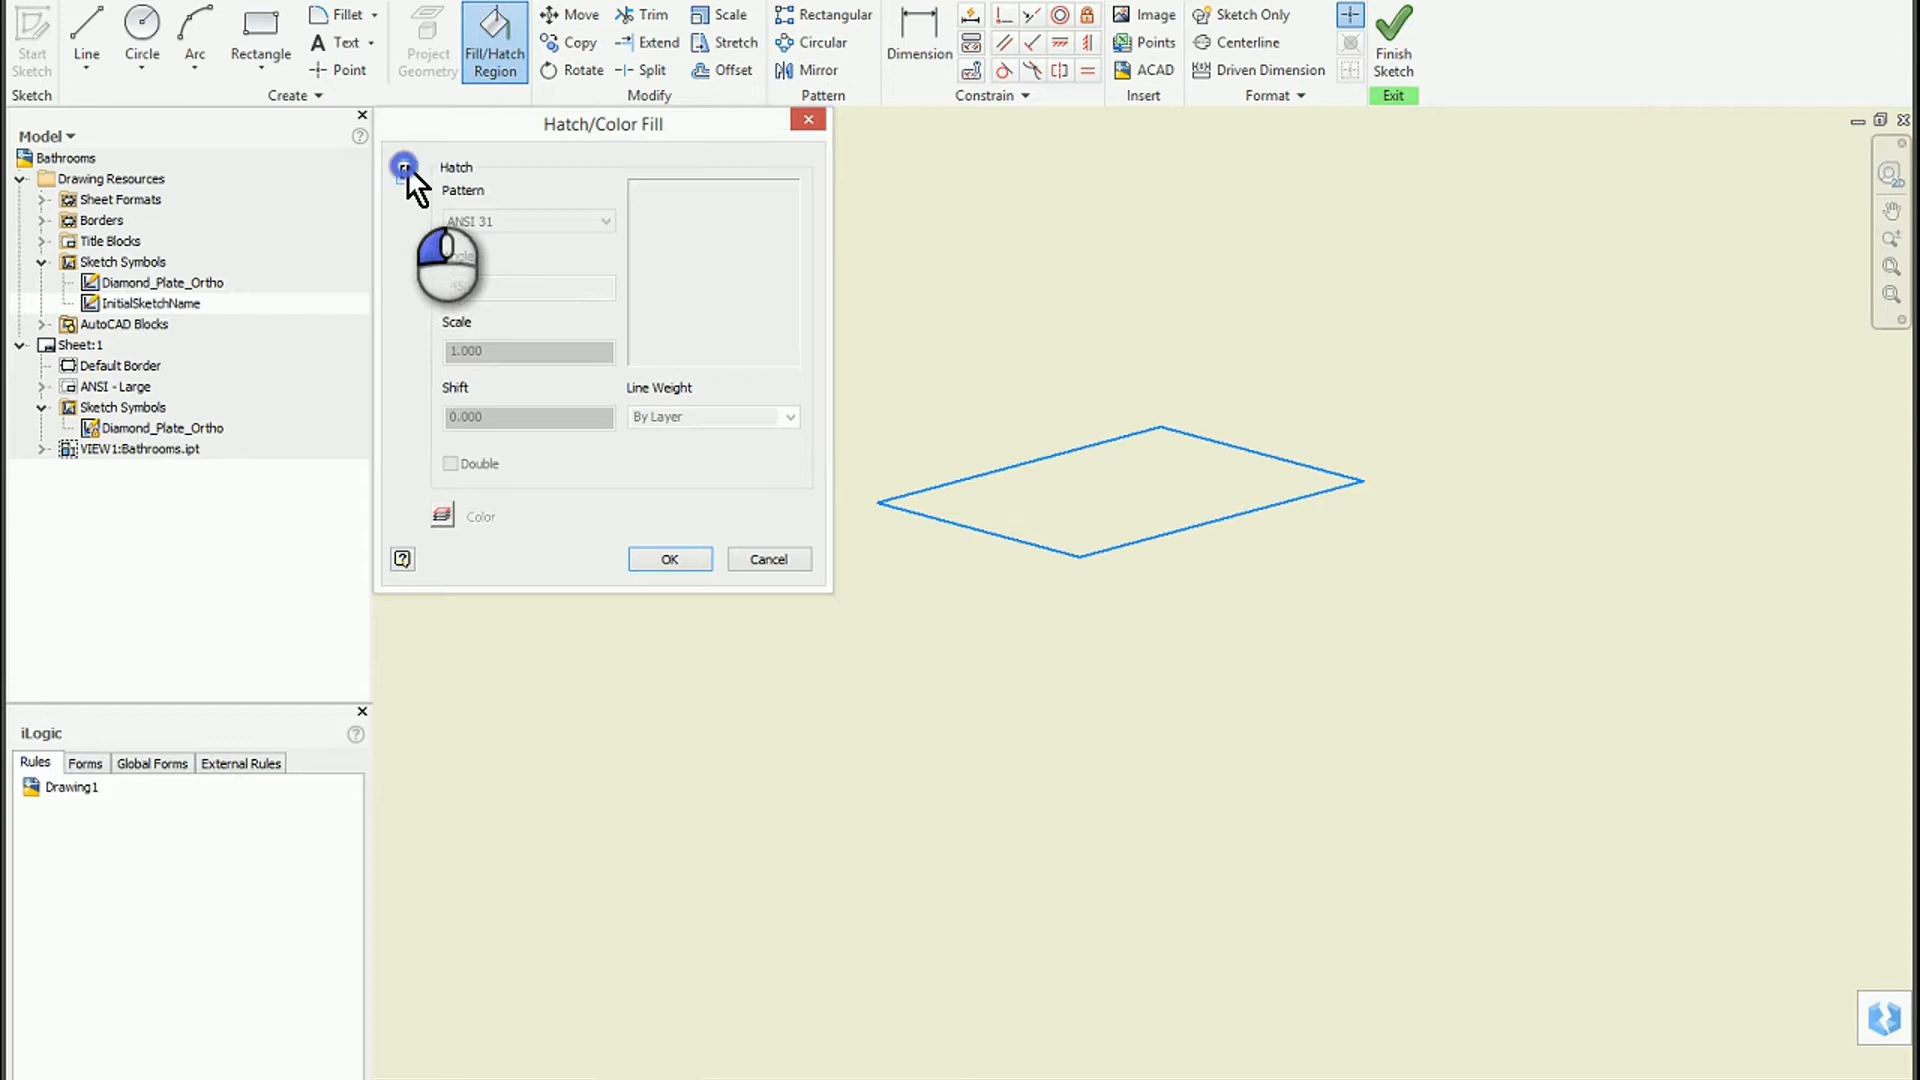 Start
Sketch
Line
Circle
Arc
Rectangle
Fillet
Text
Point
Project
Geometry
Fill/Hatch
Region
Move
Copy
Rotate
Trim
Extend
Split
Scale
Stretch
Offset
Rectangular
Circular
Mirror
Dimension
Image
Points
ACAD
Sketch Only
Centerline
Driven Dimension
Finish
Sketch
Sketch
Create
Modify
Pattern
Constrain
Insert
Format
Exit
Model
Bathrooms
Drawing Resources
Sheet Formats
Borders
Title Blocks
Sketch Symbols
Diamond_Plate_Ortho
InitialSketchName
AutoCAD Blocks
Sheet:1
Default Border
ANSI - Large
Sketch Symbols
Diamond_Plate_Ortho
VIEW1:Bathrooms.ipt
Hatch/Color Fill
Hatch
Pattern
ANSI 31
Scale
1.000
Shift
0.000
Line Weight
By Layer
Double
Color
OK
Cancel
iLogic
Rules
Forms
Global Forms
External Rules
Drawing1
2D